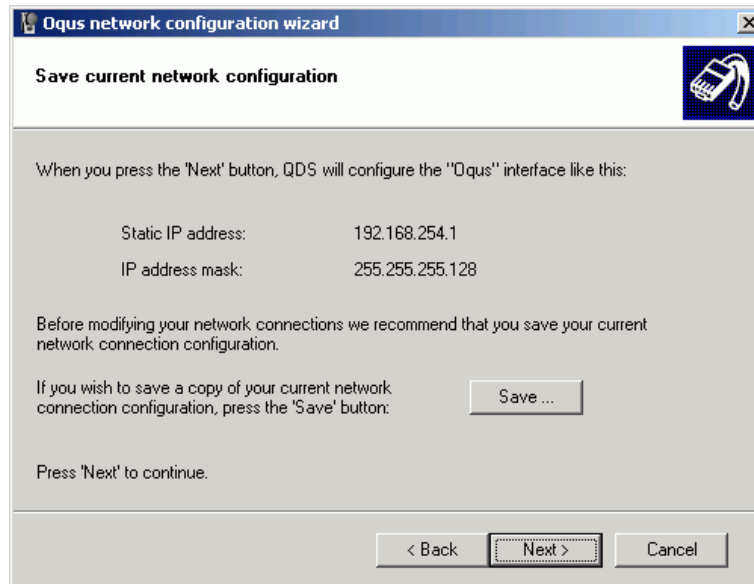 Oqus network configuration wizard
Save current network configuration
When you press the 'Next' button, QDS will configure the "Oqus" interface like this:
Static IP address: 192.168.254.1
IP address mask: 255.255.255.128
Before modifying your network connections we recommend that you save your current
network connection configuration.
If you wish to save a copy of your current network
connection configuration, press the 'Save' button:
Save ...
Press 'Next' to continue.
< Back Next > Cancel